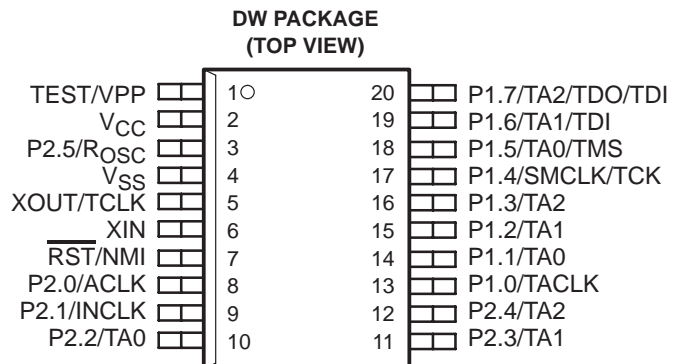 DW PACKAGE
(TOP VIEW)
TEST/VPP 1 20 P1.7/TA2/TDO/TDI
VCC 2 19 P1.6/TA1/TDI
P2.5/ROSC 3 18 P1.5/TA0/TMS
VSS 4 17 P1.4/SMCLK/TCK
XOUT/TCLK 5 16 P1.3/TA2
XIN 6 15 P1.2/TA1
RST/NMI 7 14 P1.1/TA0
P2.0/ACLK 8 13 P1.0/TACLK
P2.1/INCLK 9 12 P2.4/TA2
P2.2/TA0 10 11 P2.3/TA1